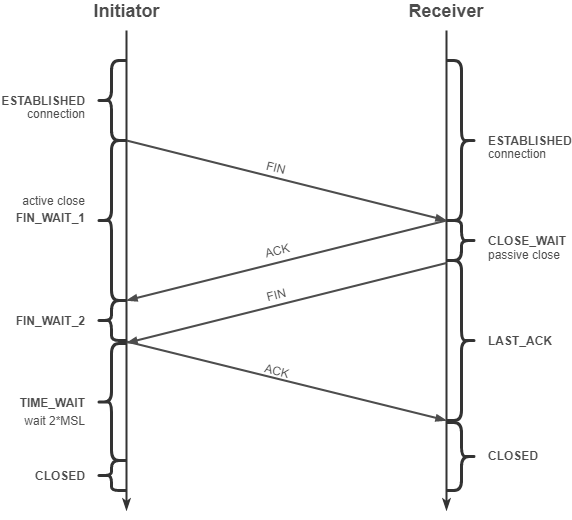 Initiator
Receiver
ESTABLISHED
connection
FIN
ESTABLISHED
connection
active close
FIN_WAIT_1
CLOSE_WAIT
passive close
ACK
FIN
FIN_WAIT_2
LAST_ACK
ACK
TIME_WAIT
wait 2*MSL
CLOSED
CLOSED